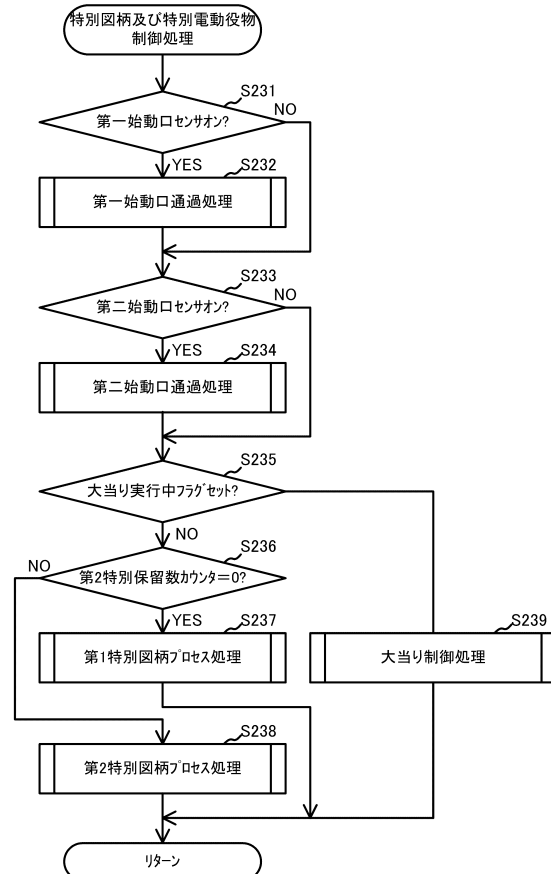 特別図柄及び特別電動役物
制御処理
S231
第一始動口センサオン?
NO
YES
S232
第一始動口通過処理
S233
第二始動口センサオン?
NO
YES
S234
第二始動口通過処理
S235
大当り実行中フラグセット?
NO
S236
NO
第2特別保留数カウンタ=0?
YES
S237
第1特別図柄プロセス処理
S239
大当り制御処理
S238
第2特別図柄プロセス処理
リターン